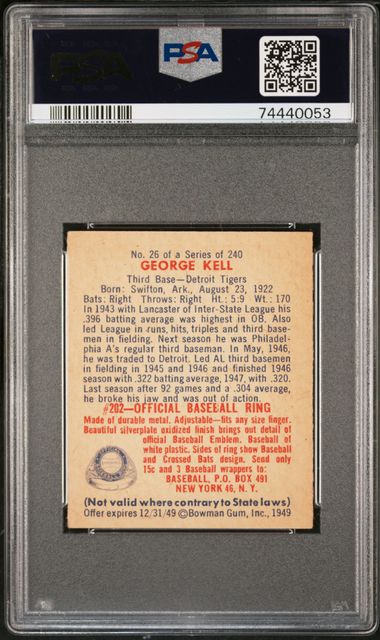 PSA
PSA
74440053
No. 26 of a Series of 240
GEORGE KELL
Third Base—Detroit Tigers
Born: Swifton, Ark., August 23, 1922
Bats: Right Throws: Right Ht.: 5:9 Wt.: 170
In 1943 with Lancaster of Inter-State League his
.396 batting average was highest in OB. Also
led League in runs, hits, triples and third base-
men in fielding. Next season he was Philadelph-
ia A's regular third baseman. In May, 1946,
he was traded to Detroit. Led AL third basemen
in fielding in 1945 and 1946 and finished 1946
season with .322 batting average, 1947, with .320.
Last season after 92 games and a .304 average,
he broke his jaw and was out of action.
#202—OFFICIAL BASEBALL RING
Made of durable metal. Adjustable—fits any size finger.
Beautiful silverplate oxidized finish brings out detail of
official Baseball Emblem. Baseball of
white plastic. Sides of ring show Baseball
and Crossed Bats design. Send only
15c and 3 Baseball wrappers to:
BASEBALL, P.O. BOX 491
NEW YORK 46, N. Y.
(Not valid where contrary to State laws)
Offer expires 12/31/49 ©Bowman Gum, Inc., 1949